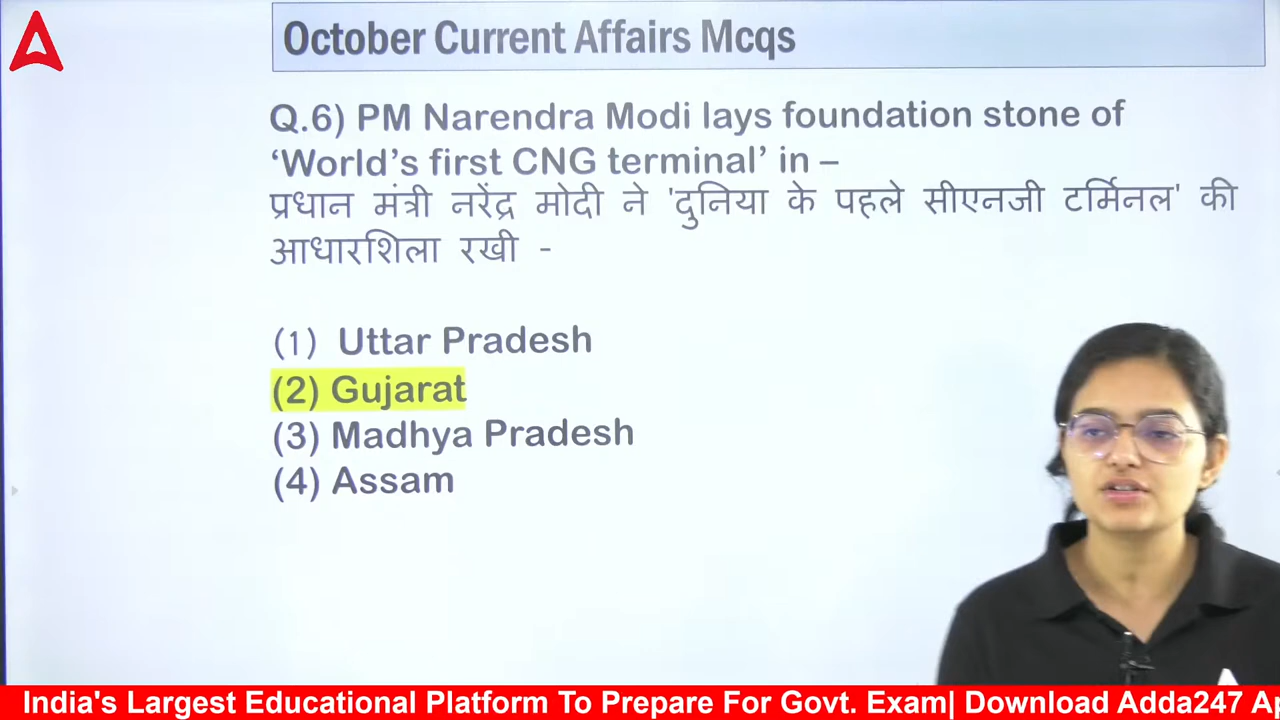 October Current Affairs Mcqs
Q.6) PM Narendra Modi lays foundation stone of
‘World’s first CNG terminal’ in –
प्रधान मंत्री नरेंद्र मोदी ने 'दुनिया के पहले सीएनजी टर्मिनल' की
आधारशिला रखी -
(1) Uttar Pradesh
(2) Gujarat
(3) Madhya Pradesh
(4) Assam
India's Largest Educational Platform To Prepare For Govt. Exam| Download Adda247 Ap